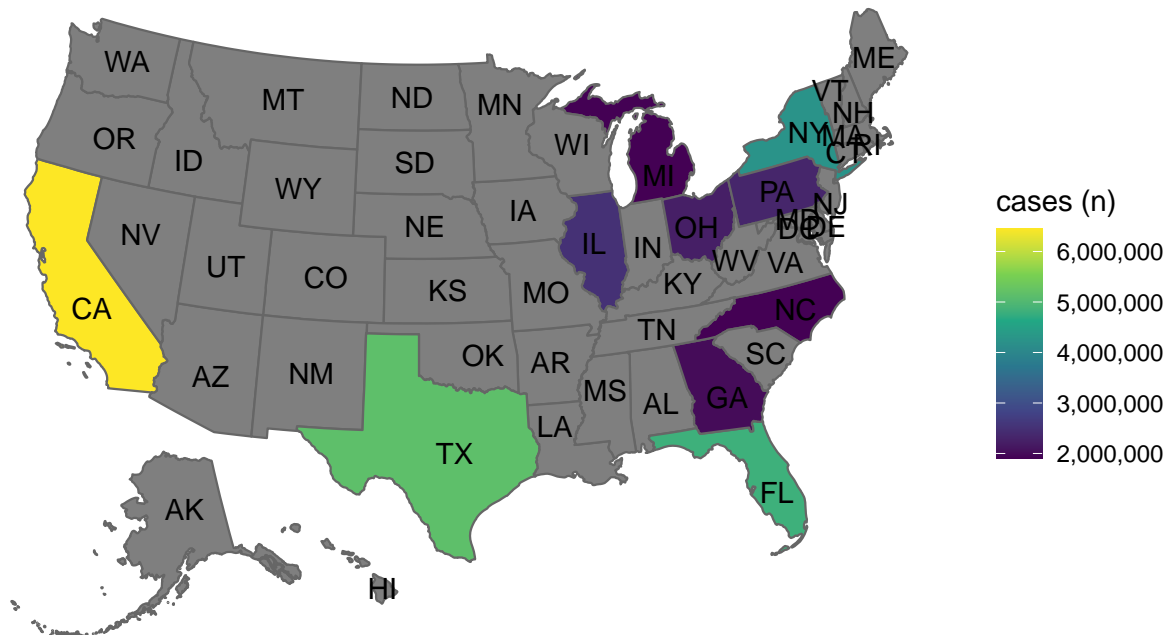 WA
MT
ND
MN
ME
VT
NH
OR
ID
SD
WI
NY
MA
RI
CT
WY
MI
PA
NE
IA
NJ
NV
IL
IN
OH
MD
DE
DC
UT
CO
KS
MO
KY
WV
VA
CA
TN
NC
AZ
NM
OK
AR
SC
MS
AL
GA
LA
TX
FL
AK
HI
cases (n)
6,000,000
5,000,000
4,000,000
3,000,000
2,000,000